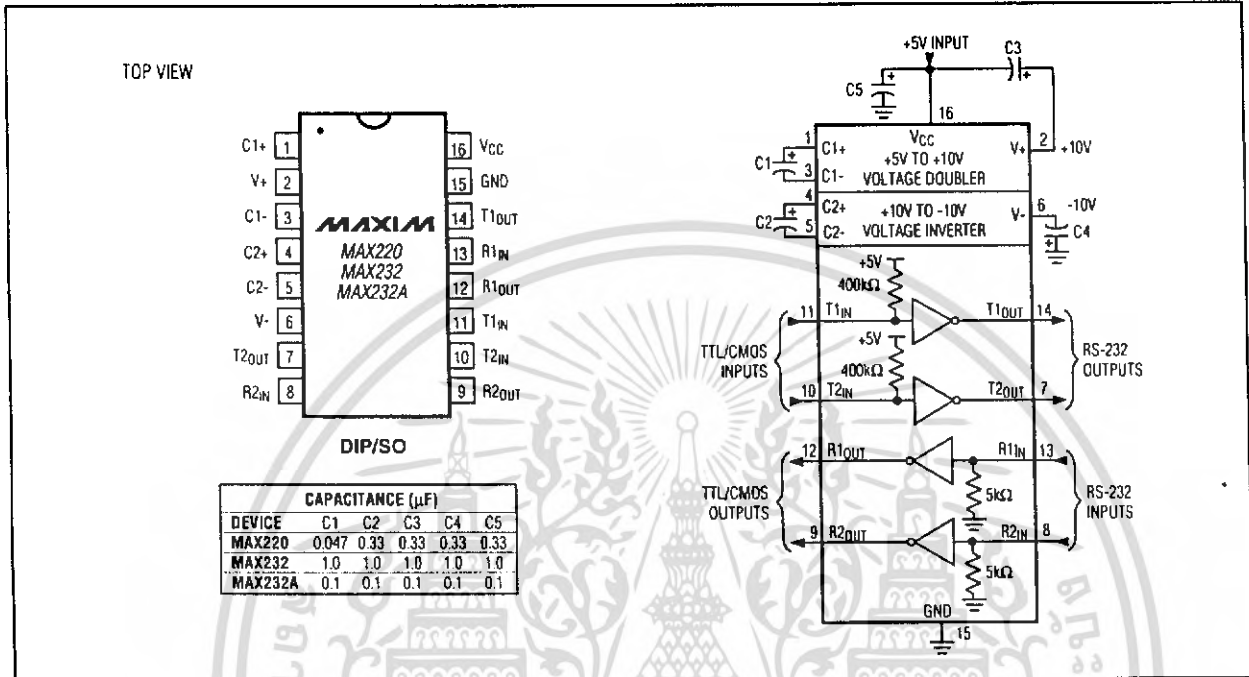 TOP VIEW
C1+ 1
V+ 2
C1- 3
C2+ 4
C2- 5
V- 6
T2OUT 7
R2IN 8
16 VCC
15 GND
14 T1OUT
13 R1IN
12 R1OUT
11 T1IN
10 T2IN
9 R2OUT
MAXIM
MAX220
MAX232
MAX232A
DIP/SO
CAPACITANCE (µF)
DEVICE C1 C2 C3 C4 C5
MAX220 0.047 0.33 0.33 0.33 0.33
MAX232 1.0 1.0 1.0 1.0 1.0
MAX232A 0.1 0.1 0.1 0.1 0.1
+5V INPUT
C3
+
C5
+
16
VCC
+5V TO +10V
VOLTAGE DOUBLER
1
C1+
C1
+
3
C1-
V+
2
+10V
4
C2+
C2
+
5
C2-
+10V TO -10V
VOLTAGE INVERTER
V-
6
-10V
C4
+
+5V
400kΩ
11 T1IN
T1OUT 14
+5V
400kΩ
TTL/CMOS
INPUTS
RS-232
OUTPUTS
10 T2IN
T2OUT 7
12 R1OUT
R1IN 13
5kΩ
TTL/CMOS
OUTPUTS
RS-232
INPUTS
9 R2OUT
R2IN 8
5kΩ
GND
15